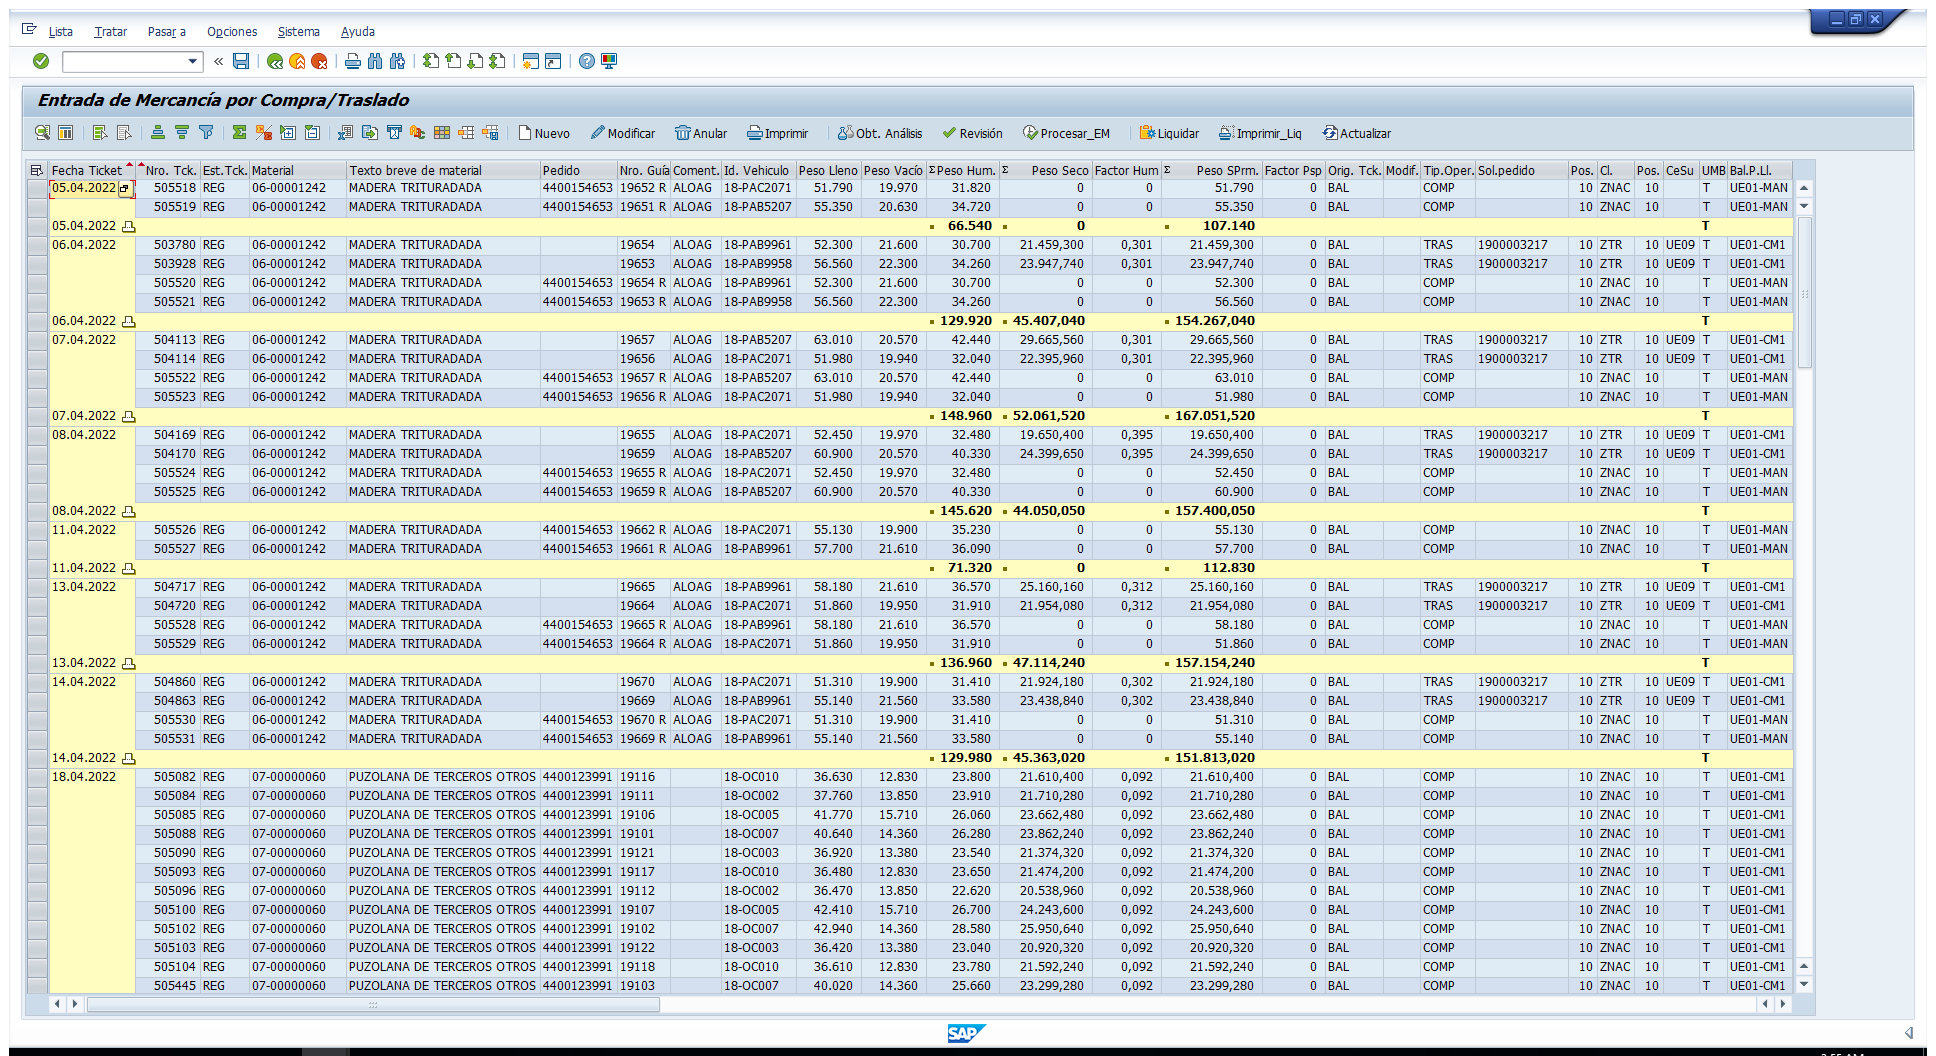 Lista Tratar Pasar a Opciones Sistema Ayuda
Entrada de Mercancía por Compra/Traslado
Nuevo Modificar Anular Imprimir Obt. Análisis Revisión Procesar_EM Liquidar Imprimir_Liq Actualizar
Fecha Ticket Nro. Tck. Est.Tck. Material Texto breve de material Pedido Nro. Guía Coment. Id. Vehiculo Peso Lleno Peso Vacío Σ Peso Hum. Σ Peso Seco Factor Hum Σ Peso SPrm. Factor Psp Orig. Tck. Modif. Tip.Oper. Sol.pedido Pos. Cl. Pos. CeSu UMB Bal.P.Ll.
05.04.2022 505518 REG 06-00001242 MADERA TRITURADADA 4400154653 19652 R ALOAG 18-PAC2071 51.790 19.970 31.820 0 0 51.790 0 BAL COMP 10 ZNAC 10 T UE01-MAN
505519 REG 06-00001242 MADERA TRITURADADA 4400154653 19651 R ALOAG 18-PAB5207 55.350 20.630 34.720 0 0 55.350 0 BAL COMP 10 ZNAC 10 T UE01-MAN
05.04.2022 66.540 0 107.140 T
06.04.2022 503780 REG 06-00001242 MADERA TRITURADADA 19654 ALOAG 18-PAB9961 52.300 21.600 30.700 21.459,300 0,301 21.459,300 0 BAL TRAS 1900003217 10 ZTR 10 UE09 T UE01-CM1
503928 REG 06-00001242 MADERA TRITURADADA 19653 ALOAG 18-PAB9958 56.560 22.300 34.260 23.947,740 0,301 23.947,740 0 BAL TRAS 1900003217 10 ZTR 10 UE09 T UE01-CM1
505520 REG 06-00001242 MADERA TRITURADADA 4400154653 19654 R ALOAG 18-PAB9961 52.300 21.600 30.700 0 0 52.300 0 BAL COMP 10 ZNAC 10 T UE01-MAN
505521 REG 06-00001242 MADERA TRITURADADA 4400154653 19653 R ALOAG 18-PAB9958 56.560 22.300 34.260 0 0 56.560 0 BAL COMP 10 ZNAC 10 T UE01-MAN
06.04.2022 129.920 45.407,040 154.267,040 T
07.04.2022 504113 REG 06-00001242 MADERA TRITURADADA 19657 ALOAG 18-PAB5207 63.010 20.570 42.440 29.665,560 0,301 29.665,560 0 BAL TRAS 1900003217 10 ZTR 10 UE09 T UE01-CM1
504114 REG 06-00001242 MADERA TRITURADADA 19656 ALOAG 18-PAC2071 51.980 19.940 32.040 22.395,960 0,301 22.395,960 0 BAL TRAS 1900003217 10 ZTR 10 UE09 T UE01-CM1
505522 REG 06-00001242 MADERA TRITURADADA 4400154653 19657 R ALOAG 18-PAB5207 63.010 20.570 42.440 0 0 63.010 0 BAL COMP 10 ZNAC 10 T UE01-MAN
505523 REG 06-00001242 MADERA TRITURADADA 4400154653 19656 R ALOAG 18-PAC2071 51.980 19.940 32.040 0 0 51.980 0 BAL COMP 10 ZNAC 10 T UE01-MAN
07.04.2022 148.960 52.061,520 167.051,520 T
08.04.2022 504169 REG 06-00001242 MADERA TRITURADADA 19655 ALOAG 18-PAC2071 52.450 19.970 32.480 19.650,400 0,395 19.650,400 0 BAL TRAS 1900003217 10 ZTR 10 UE09 T UE01-CM1
504170 REG 06-00001242 MADERA TRITURADADA 19659 ALOAG 18-PAB5207 60.900 20.570 40.330 24.399,650 0,395 24.399,650 0 BAL TRAS 1900003217 10 ZTR 10 UE09 T UE01-CM1
505524 REG 06-00001242 MADERA TRITURADADA 4400154653 19655 R ALOAG 18-PAC2071 52.450 19.970 32.480 0 0 52.450 0 BAL COMP 10 ZNAC 10 T UE01-MAN
505525 REG 06-00001242 MADERA TRITURADADA 4400154653 19659 R ALOAG 18-PAB5207 60.900 20.570 40.330 0 0 60.900 0 BAL COMP 10 ZNAC 10 T UE01-MAN
08.04.2022 145.620 44.050,050 157.400,050 T
11.04.2022 505526 REG 06-00001242 MADERA TRITURADADA 4400154653 19662 R ALOAG 18-PAC2071 55.130 19.900 35.230 0 0 55.130 0 BAL COMP 10 ZNAC 10 T UE01-MAN
505527 REG 06-00001242 MADERA TRITURADADA 4400154653 19661 R ALOAG 18-PAB9961 57.700 21.610 36.090 0 0 57.700 0 BAL COMP 10 ZNAC 10 T UE01-MAN
11.04.2022 71.320 0 112.830 T
13.04.2022 504717 REG 06-00001242 MADERA TRITURADADA 19665 ALOAG 18-PAB9961 58.180 21.610 36.570 25.160,160 0,312 25.160,160 0 BAL TRAS 1900003217 10 ZTR 10 UE09 T UE01-CM1
504720 REG 06-00001242 MADERA TRITURADADA 19664 ALOAG 18-PAC2071 51.860 19.950 31.910 21.954,080 0,312 21.954,080 0 BAL TRAS 1900003217 10 ZTR 10 UE09 T UE01-CM1
505528 REG 06-00001242 MADERA TRITURADADA 4400154653 19665 R ALOAG 18-PAB9961 58.180 21.610 36.570 0 0 58.180 0 BAL COMP 10 ZNAC 10 T UE01-MAN
505529 REG 06-00001242 MADERA TRITURADADA 4400154653 19664 R ALOAG 18-PAC2071 51.860 19.950 31.910 0 0 51.860 0 BAL COMP 10 ZNAC 10 T UE01-MAN
13.04.2022 136.960 47.114,240 157.154,240 T
14.04.2022 504860 REG 06-00001242 MADERA TRITURADADA 19670 ALOAG 18-PAC2071 51.310 19.900 31.410 21.924,180 0,302 21.924,180 0 BAL TRAS 1900003217 10 ZTR 10 UE09 T UE01-CM1
504863 REG 06-00001242 MADERA TRITURADADA 19669 ALOAG 18-PAB9961 55.140 21.560 33.580 23.438,840 0,302 23.438,840 0 BAL TRAS 1900003217 10 ZTR 10 UE09 T UE01-CM1
505530 REG 06-00001242 MADERA TRITURADADA 4400154653 19670 R ALOAG 18-PAC2071 51.310 19.900 31.410 0 0 51.310 0 BAL COMP 10 ZNAC 10 T UE01-MAN
505531 REG 06-00001242 MADERA TRITURADADA 4400154653 19669 R ALOAG 18-PAB9961 55.140 21.560 33.580 0 0 55.140 0 BAL COMP 10 ZNAC 10 T UE01-MAN
14.04.2022 129.980 45.363,020 151.813,020 T
18.04.2022 505082 REG 07-00000060 PUZOLANA DE TERCEROS OTROS 4400123991 19116 18-OC010 36.630 12.830 23.800 21.610,400 0,092 21.610,400 0 BAL COMP 10 ZNAC 10 T UE01-CM1
505084 REG 07-00000060 PUZOLANA DE TERCEROS OTROS 4400123991 19111 18-OC002 37.760 13.850 23.910 21.710,280 0,092 21.710,280 0 BAL COMP 10 ZNAC 10 T UE01-CM1
505085 REG 07-00000060 PUZOLANA DE TERCEROS OTROS 4400123991 19106 18-OC005 41.770 15.710 26.060 23.662,480 0,092 23.662,480 0 BAL COMP 10 ZNAC 10 T UE01-CM1
505088 REG 07-00000060 PUZOLANA DE TERCEROS OTROS 4400123991 19101 18-OC007 40.640 14.360 26.280 23.862,240 0,092 23.862,240 0 BAL COMP 10 ZNAC 10 T UE01-CM1
505090 REG 07-00000060 PUZOLANA DE TERCEROS OTROS 4400123991 19121 18-OC003 36.920 13.380 23.540 21.374,320 0,092 21.374,320 0 BAL COMP 10 ZNAC 10 T UE01-CM1
505093 REG 07-00000060 PUZOLANA DE TERCEROS OTROS 4400123991 19117 18-OC010 36.480 12.830 23.650 21.474,200 0,092 21.474,200 0 BAL COMP 10 ZNAC 10 T UE01-CM1
505096 REG 07-00000060 PUZOLANA DE TERCEROS OTROS 4400123991 19112 18-OC002 36.470 13.850 22.620 20.538,960 0,092 20.538,960 0 BAL COMP 10 ZNAC 10 T UE01-CM1
505100 REG 07-00000060 PUZOLANA DE TERCEROS OTROS 4400123991 19107 18-OC005 42.410 15.710 26.700 24.243,600 0,092 24.243,600 0 BAL COMP 10 ZNAC 10 T UE01-CM1
505102 REG 07-00000060 PUZOLANA DE TERCEROS OTROS 4400123991 19102 18-OC007 42.940 14.360 28.580 25.950,640 0,092 25.950,640 0 BAL COMP 10 ZNAC 10 T UE01-CM1
505103 REG 07-00000060 PUZOLANA DE TERCEROS OTROS 4400123991 19122 18-OC003 36.420 13.380 23.040 20.920,320 0,092 20.920,320 0 BAL COMP 10 ZNAC 10 T UE01-CM1
505104 REG 07-00000060 PUZOLANA DE TERCEROS OTROS 4400123991 19118 18-OC010 36.610 12.830 23.780 21.592,240 0,092 21.592,240 0 BAL COMP 10 ZNAC 10 T UE01-CM1
505445 REG 07-00000060 PUZOLANA DE TERCEROS OTROS 4400123991 19103 18-OC007 40.020 14.360 25.660 23.299,280 0,092 23.299,280 0 BAL COMP 10 ZNAC 10 T UE01-CM1
SAP